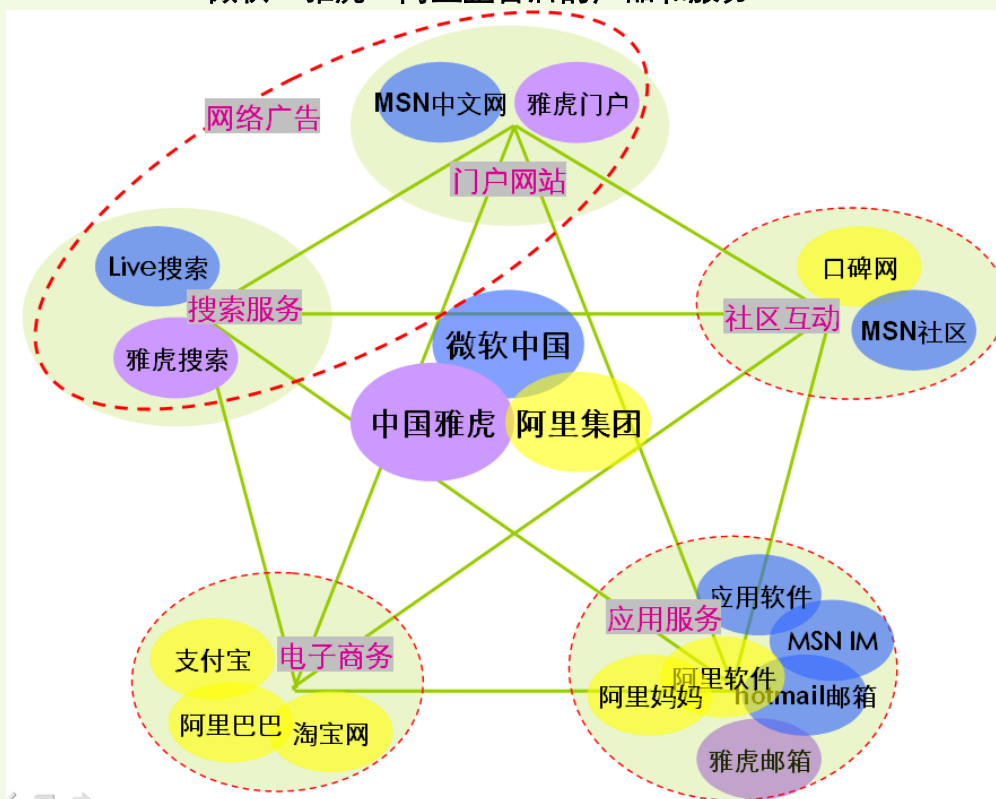 网络广告
MSN中文网
雅虎门户
门户网站
Live搜索
搜索服务
雅虎搜索
口碑网
社区互动
MSN社区
微软中国
中国雅虎
阿里集团
支付宝
电子商务
阿里巴巴
淘宝网
应用服务
应用软件
MSN IM
阿里软件
阿里妈妈
hotmail邮箱
雅虎邮箱